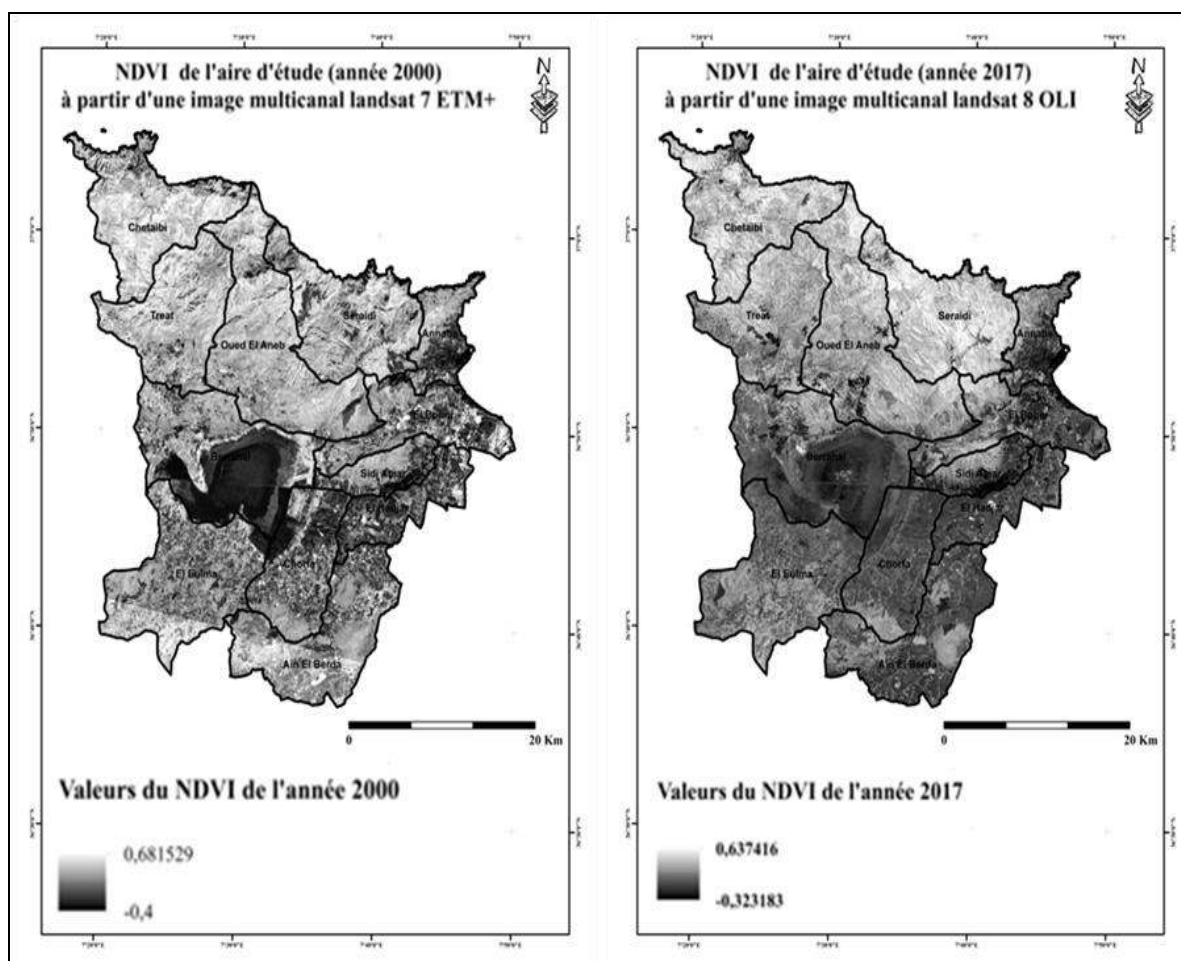 NDVI de l'aire d'étude (année 2000)
à partir d'une image multicanal landsat 7 ETM+
N
Chetaibi
Treat
Seraidi
Oued El Aneb
Annaba
Berrahal
Sidi Amar
El Hadjar
El Eulma
Chorfa
Ain El Berda
0 20 Km
Valeurs du NDVI de l'année 2000
0,681529
-0,4
NDVI de l'aire d'étude (année 2017)
à partir d'une image multicanal landsat 8 OLI
N
Chetaibi
Seraidi
Treat
Annaba
Oued El Aneb
El Bouni
Berrahal
Sidi Amar
El Hadjar
Chorfa
El Eulma
Ain El Berda
0 20 Km
Valeurs du NDVI de l'année 2017
0,637416
-0,323183